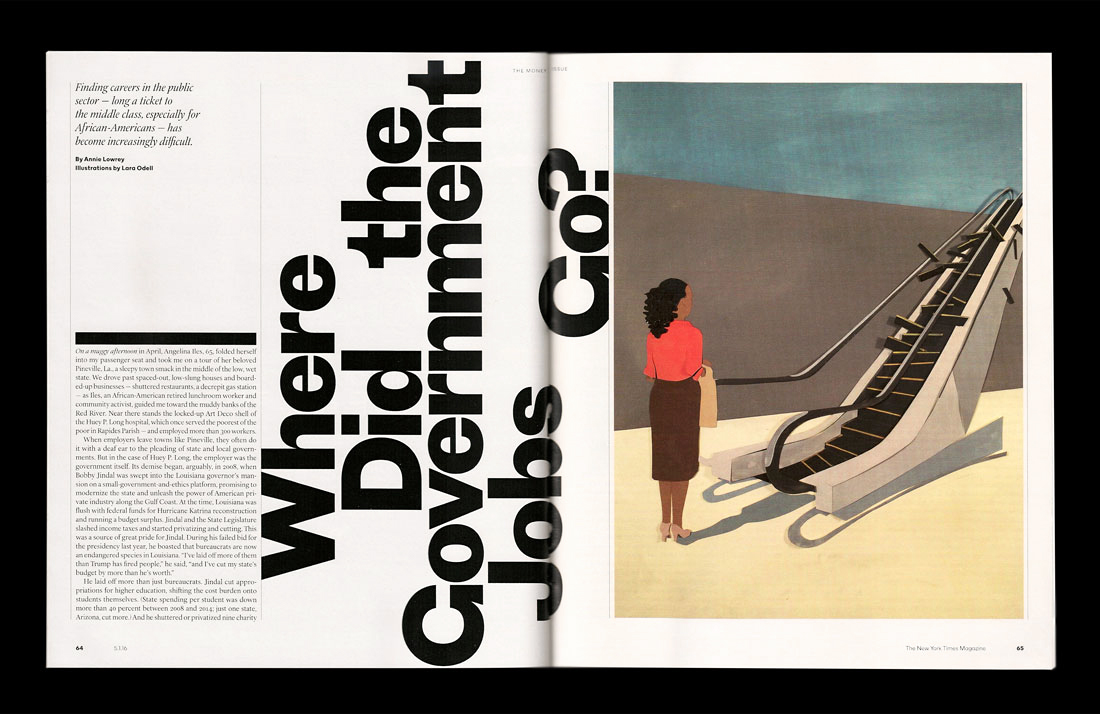 THE MONEY ISSUE
Finding careers in the public
sector — long a ticket to
the middle class, especially for
African-Americans — has
become increasingly difficult.
By Annie Lowrey
Illustrations by Lara Odell
Where
Did the
Government
Jobs Go?
On a muggy afternoon in April, Angelina Iles, 65, folded herself
into my passenger seat and took me on a tour of her beloved
Pineville, La., a sleepy town smack in the middle of the low, wet
state. We drove past spaced-out, low-slung houses and board-
ed-up businesses — shuttered restaurants, a decrepit gas station
— as Iles, an African-American retired lunchroom worker and
community activist, guided me toward the muddy banks of the
Red River. Near there stands the locked-up Art Deco shell of
the Huey P. Long hospital, which once served the poorest of the
poor in Rapides Parish — and employed more than 300 workers.
When employers leave towns like Pineville, they often do
it with a deaf ear to the pleading of state and local govern-
ments. But in the case of Huey P. Long, the employer was the
government itself. Its demise began, arguably, in 2008, when
Bobby Jindal was swept into the Louisiana governor's man-
sion on a small-government-and-ethics platform, promising to
modernize the state and unleash the power of American pri-
vate industry along the Gulf Coast. At the time, Louisiana was
flush with federal funds for Hurricane Katrina reconstruction
and running a budget surplus. Jindal and the State Legislature
slashed income taxes and started privatizing and cutting. This
was a source of great pride for Jindal. During his failed bid for
the presidency last year, he boasted that bureaucrats are now
an endangered species in Louisiana. “I've laid off more of them
than Trump has fired people,” he said, “and I've cut my state's
budget by more than he's worth.”
He laid off more than just bureaucrats. Jindal cut appro-
priations for higher education, shifting the cost burden onto
students themselves. (State spending per student was down
more than 40 percent between 2008 and 2014; just one state,
Arizona, cut more.) And he shuttered or privatized nine charity
64
5.1.16
The New York Times Magazine
65